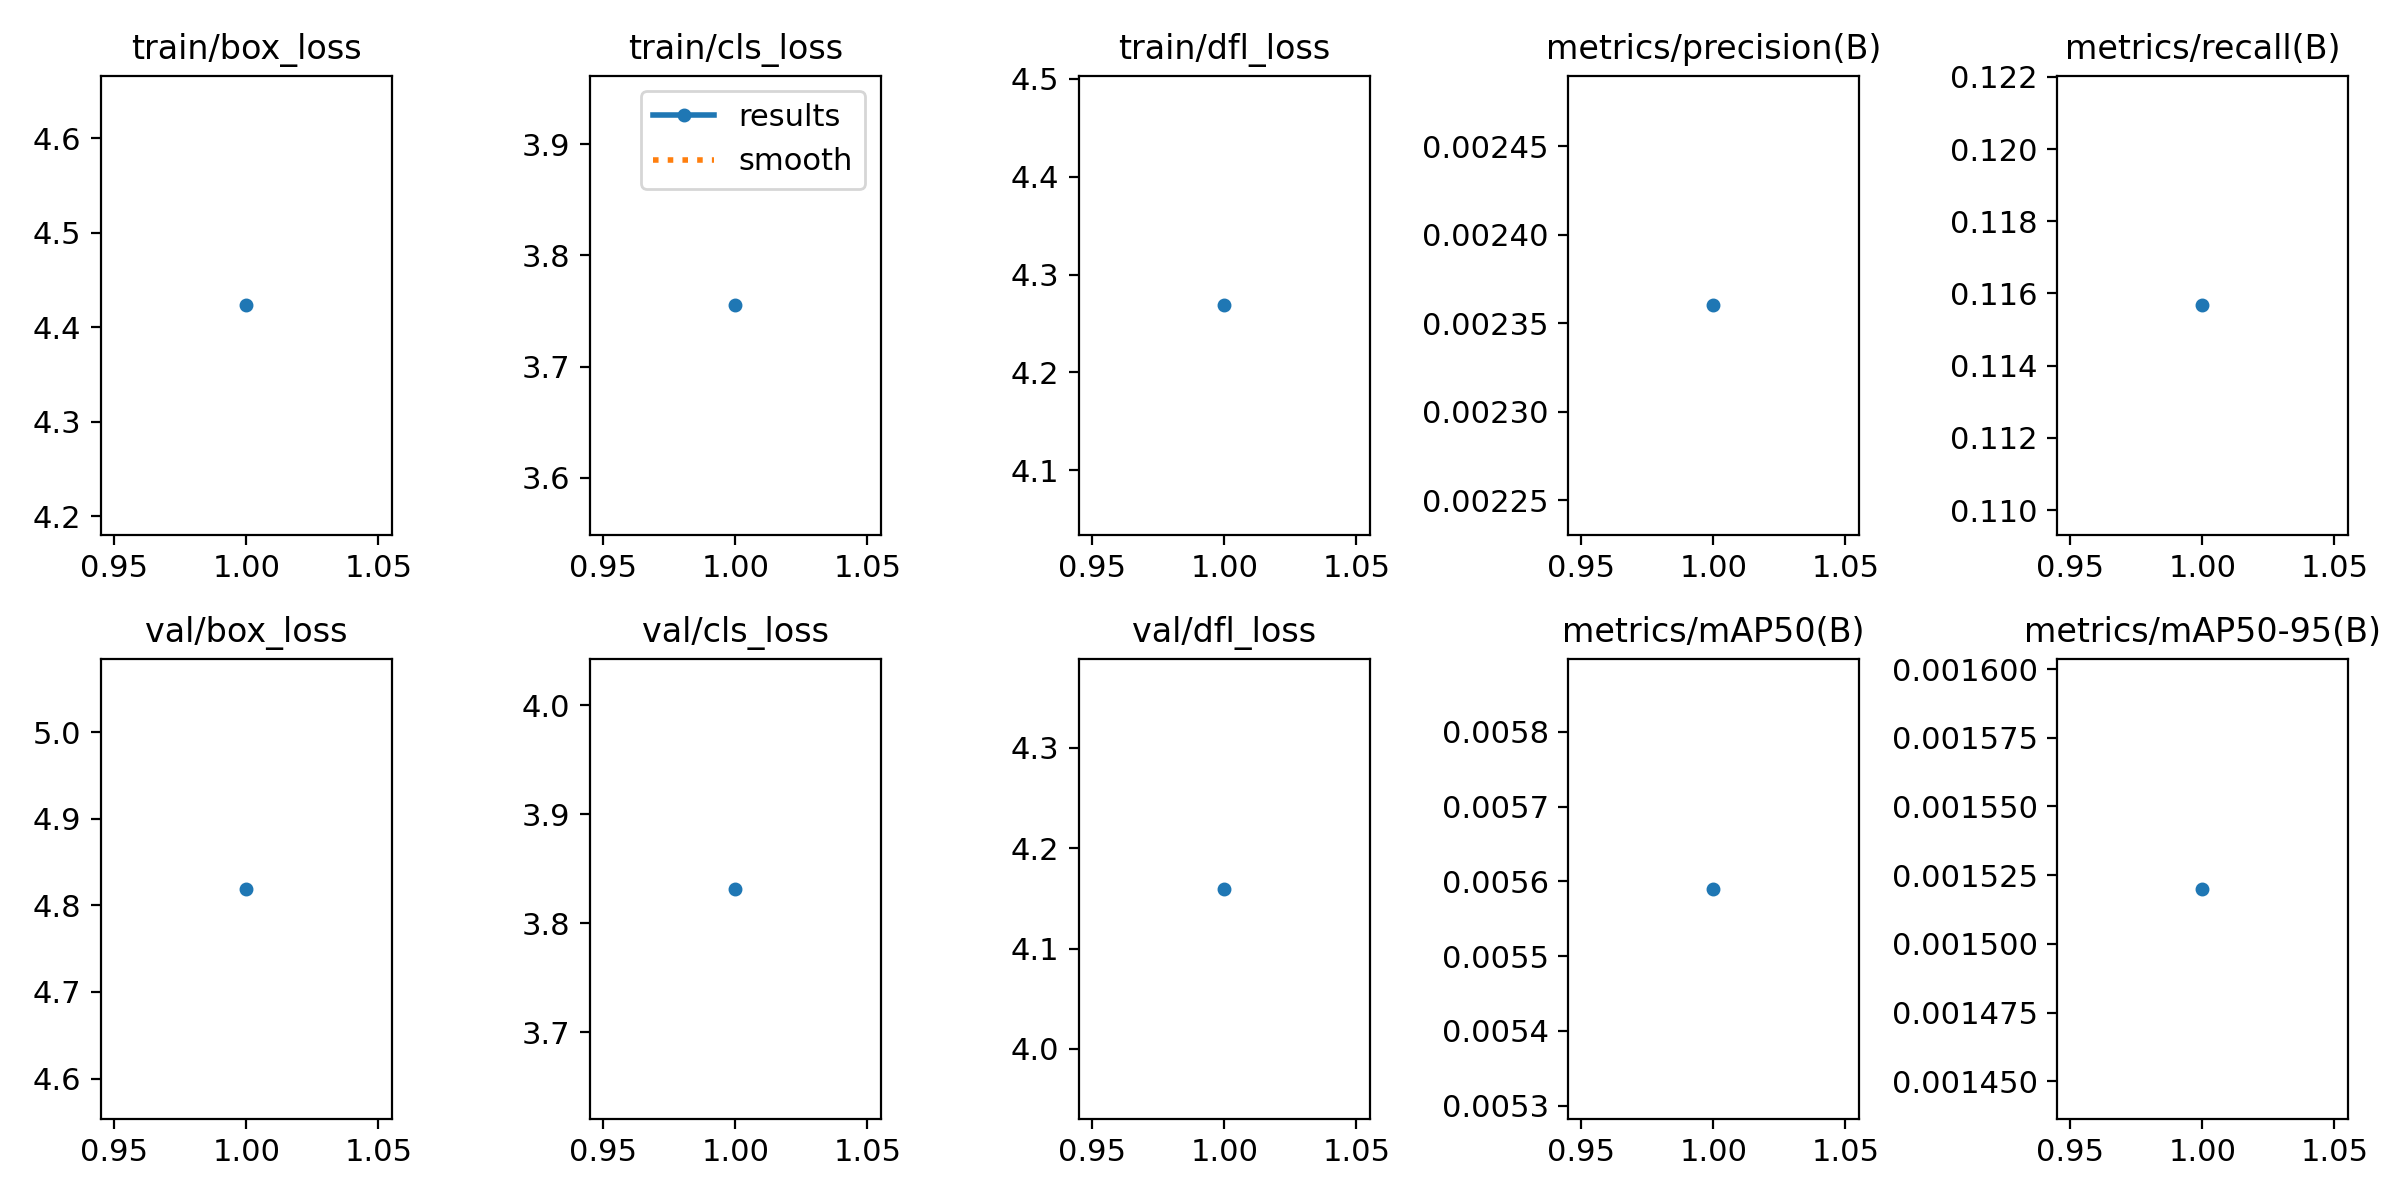 train/box_loss
4.6
4.5
4.4
4.3
4.2
0.95 1.00 1.05
train/cls_loss
results
smooth
3.9
3.8
3.7
3.6
0.95 1.00 1.05
train/dfl_loss
4.5
4.4
4.3
4.2
4.1
0.95 1.00 1.05
metrics/precision(B)
0.00245
0.00240
0.00235
0.00230
0.00225
0.95 1.00 1.05
metrics/recall(B)
0.122
0.120
0.118
0.116
0.114
0.112
0.110
0.95 1.00 1.05
val/box_loss
5.0
4.9
4.8
4.7
4.6
0.95 1.00 1.05
val/cls_loss
4.0
3.9
3.8
3.7
0.95 1.00 1.05
val/dfl_loss
4.3
4.2
4.1
4.0
0.95 1.00 1.05
metrics/mAP50(B)
0.0058
0.0057
0.0056
0.0055
0.0054
0.0053
0.95 1.00 1.05
metrics/mAP50-95(B)
0.001600
0.001575
0.001550
0.001525
0.001500
0.001475
0.001450
0.95 1.00 1.05